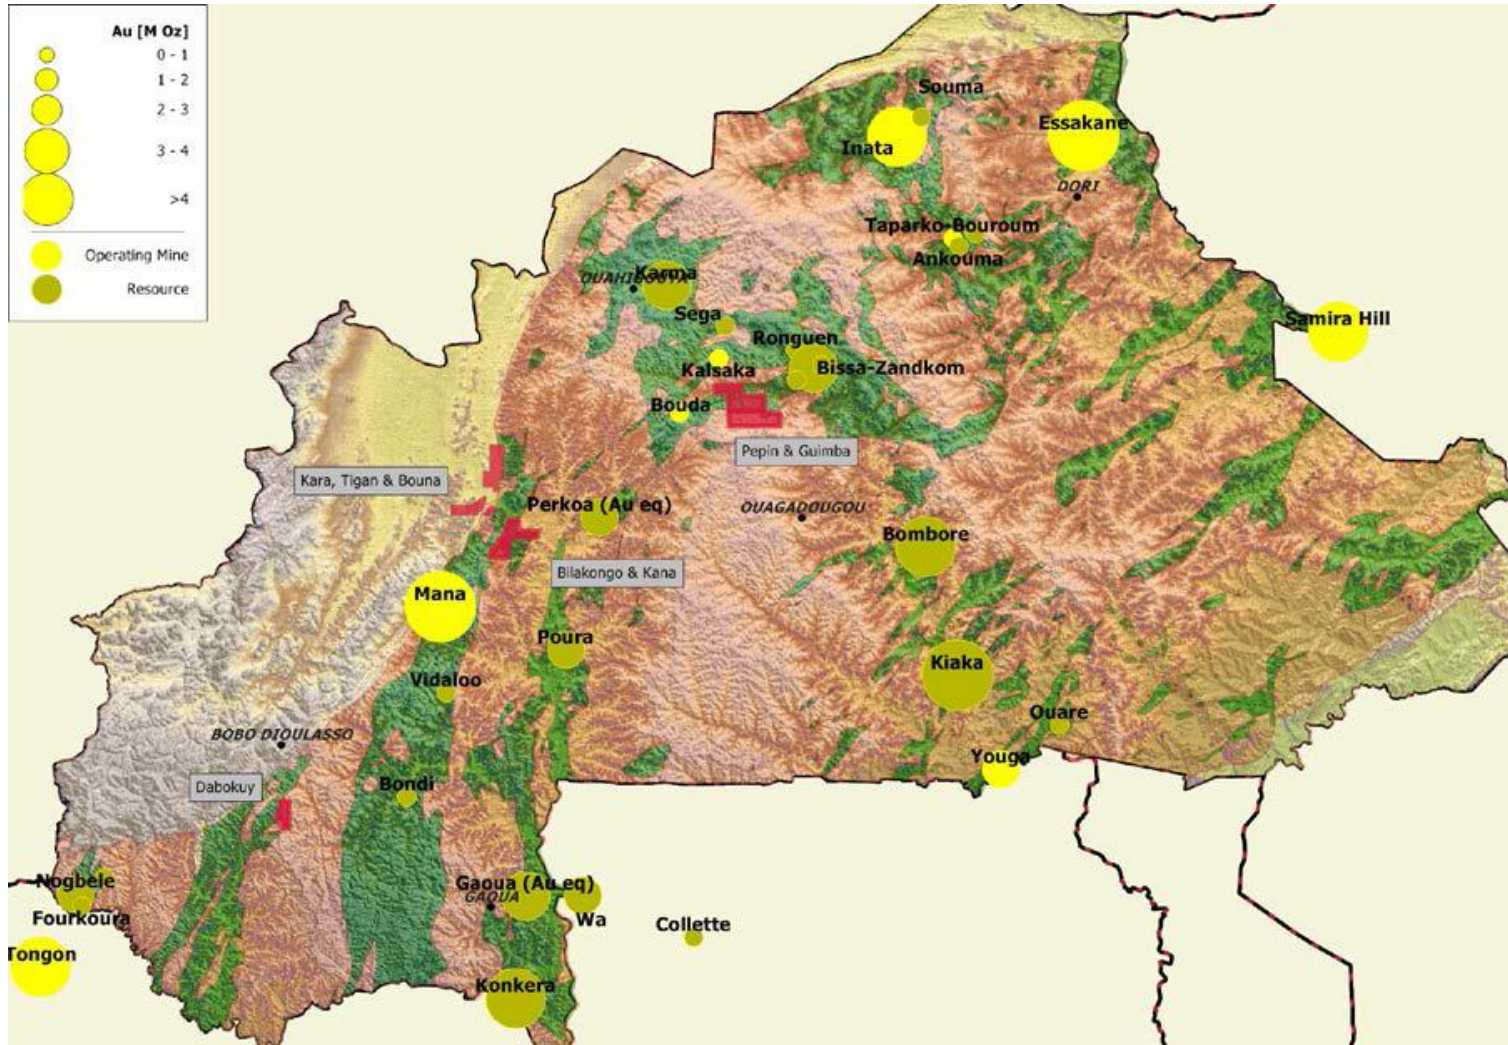 Au [M Oz]
0 - 1
1 - 2
2 - 3
3 - 4
>4
Operating Mine
Resource
Souma
Essakane
Inata
DORI
Taparko-Bouroum
Ankouma
Karma
OUAHIGOUYA
Sega
Samira Hill
Ronguen
Kalsaka
Bissa-Zandkom
Bouda
Pepin & Guimba
Kara, Tigan & Bouna
Perkoa (Au eq)
OUAGADOUGOU
Bombore
Bilakongo & Kana
Mana
Poura
Kiaka
Vidaloo
Ouare
BOBO DIOULASSO
Youga
Dabokuy
Bondi
Nogbele
Gaoua (Au eq)
GAOUA
Fourkoura
Wa
Collette
Tongon
Konkera